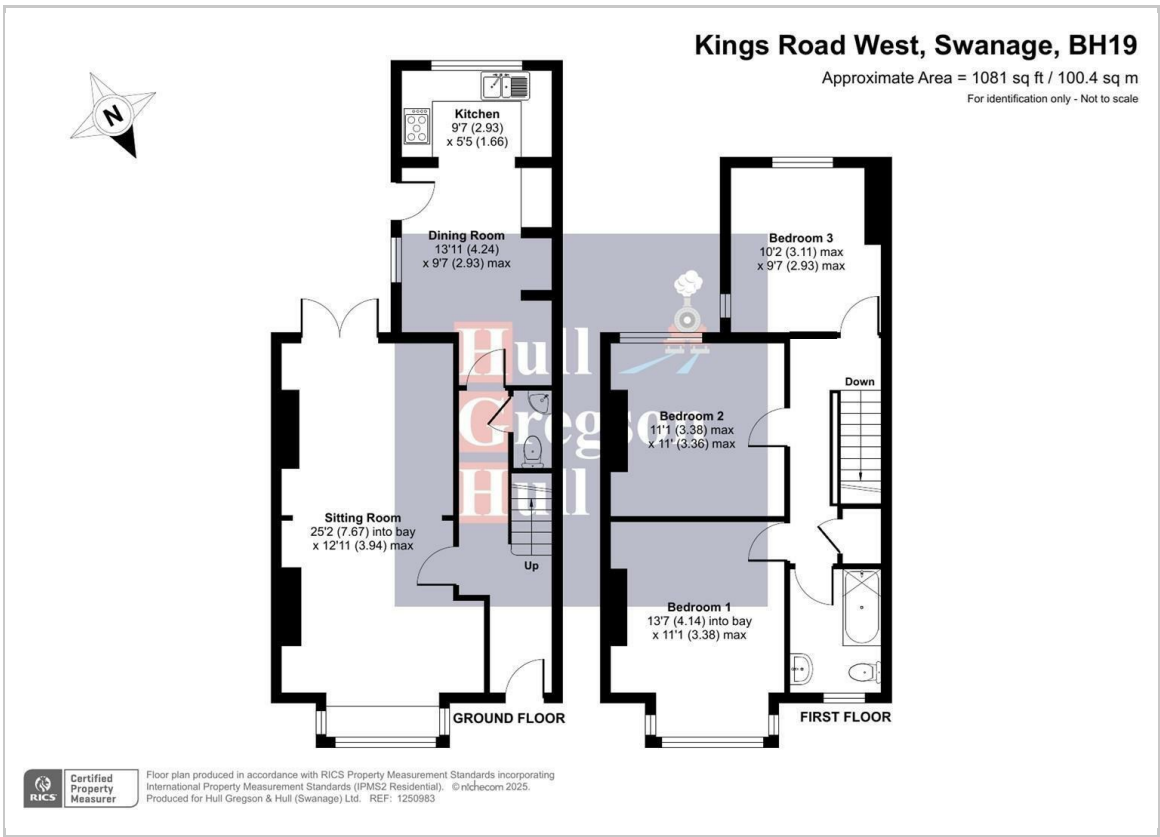 Kings Road West, Swanage, BH19
Approximate Area = 1081 sq ft / 100.4 sq m
For identification only - Not to scale
N
Kitchen
9'7 (2.93)
x 5'5 (1.66)
Dining Room
13'11 (4.24)
x 9'7 (2.93) max
Sitting Room
25'2 (7.67) into bay
x 12'11 (3.94) max
Up
GROUND FLOOR
Bedroom 3
10'2 (3.11) max
x 9'7 (2.93) max
Down
Bedroom 2
11'1 (3.38) max
x 11' (3.36) max
Bedroom 1
13'7 (4.14) into bay
x 11'1 (3.38) max
FIRST FLOOR
Hull
Gregson
Hull
RICS
Certified
Property
Measurer
Floor plan produced in accordance with RICS Property Measurement Standards incorporating
International Property Measurement Standards (IPMS2 Residential). © nichecom 2025.
Produced for Hull Gregson & Hull (Swanage) Ltd. REF: 1250983